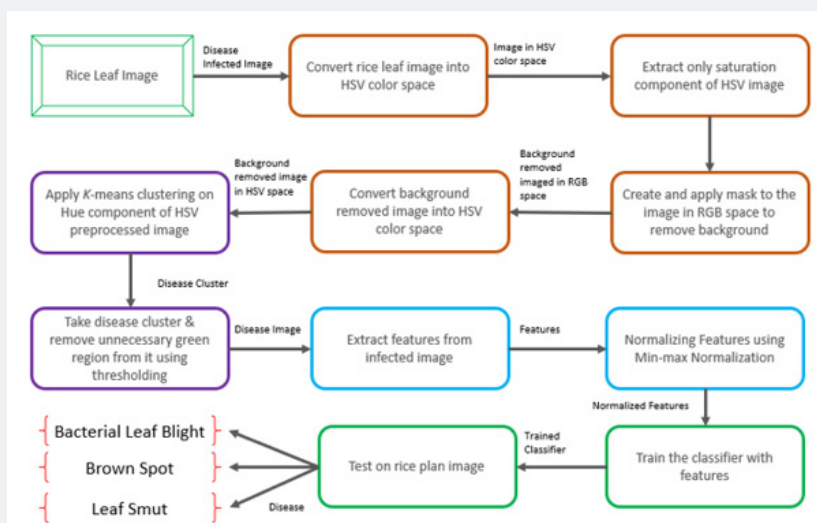 Rice Leaf Image
Disease
Infected Image
Convert rice leaf image into
HSV color space
Image in HSV
color space
Extract only saturation
component of HSV image
Create and apply mask to the
image in RGB space to
remove background
Background
removed
imaged in RGB
space
Convert background
removed image into HSV
color space
Background
removed image
in HSV space
Apply K-means clustering on
Hue component of HSV
preprocessed image
Disease Cluster
Take disease cluster &
remove unnecessary green
region from it using
thresholding
Disease Image
Extract features from
infected image
Features
Normalizing Features using
Min-max Normalization
Normalized Features
Train the classifier with
features
Trained
Classifier
Test on rice plan image
Disease
Bacterial Leaf Blight
Brown Spot
Leaf Smut